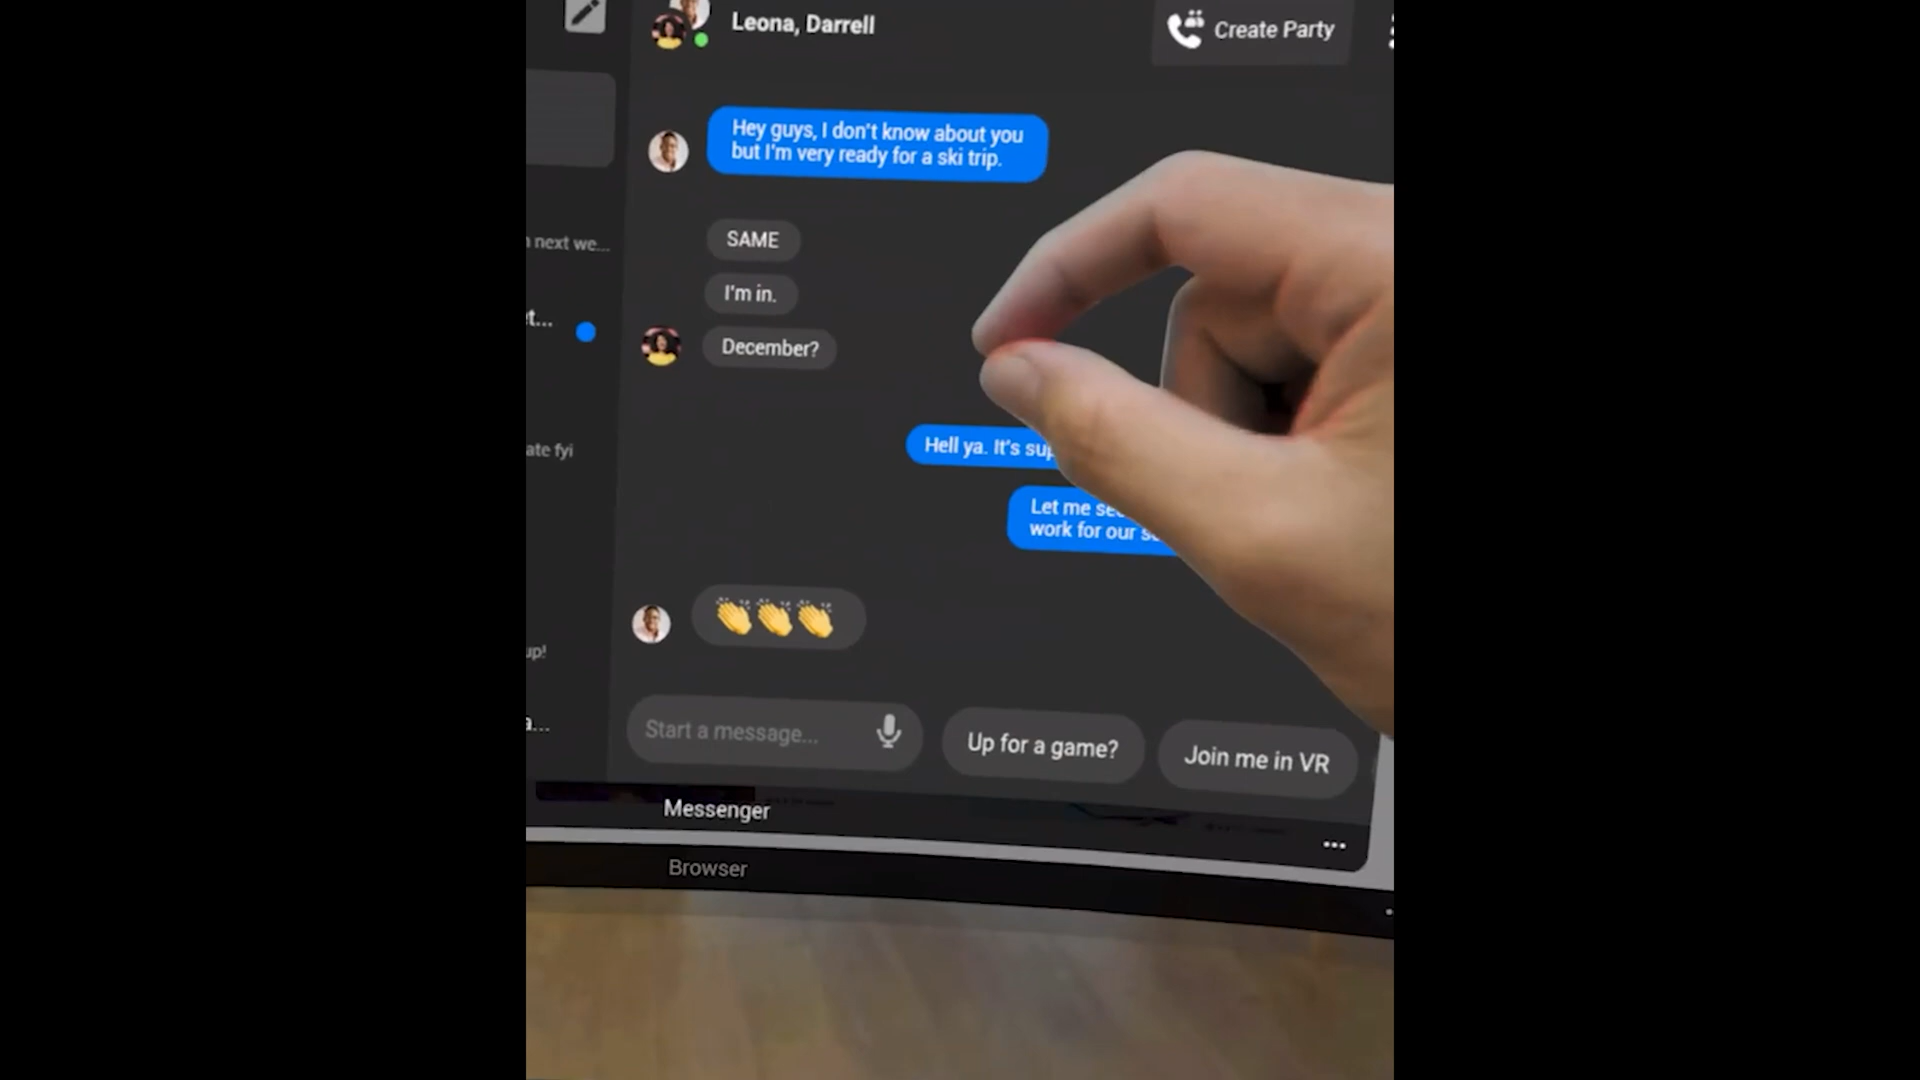 Leona, Darrell
Create Party
Hey guys, I don't know about you
but I'm very ready for a ski trip.
SAME
next we...
I'm in.
December?
Hell ya. It's
ate fyi
Let me
work for our
up!
Start a message...
Up for a game?
Join me in VR
Messenger
Browser